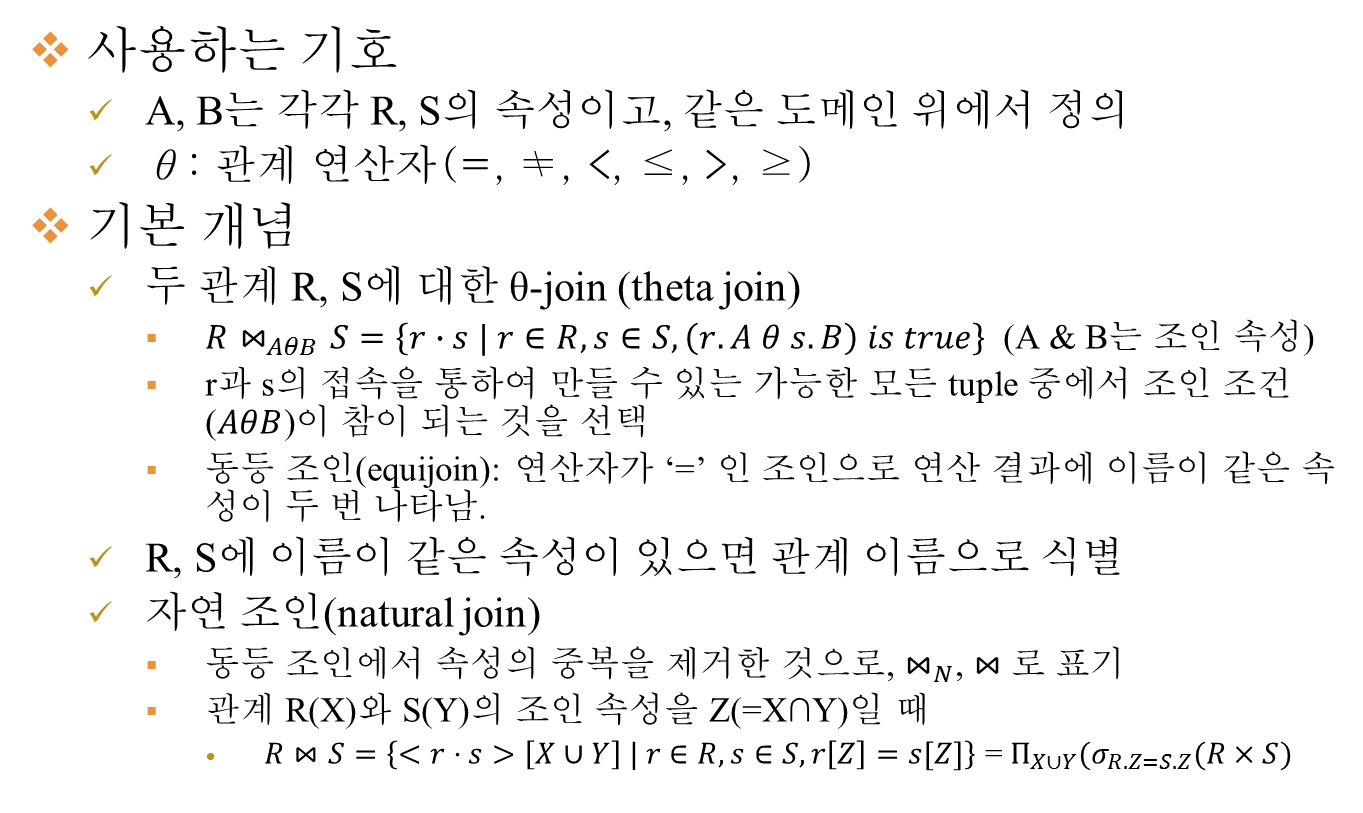 ❖ 사용하는 기호
✓ A, B는 각각 R, S의 속성이고, 같은 도메인 위에서 정의
✓ θ : 관계 연산자(=, ≠, <, ≤, >, ≥)
❖ 기본 개념
✓ 두 관계 R, S에 대한 θ-join (theta join)
▪ R ⋈AθB S = {r · s | r ∈ R, s ∈ S, (r. A θ s. B) is true} (A & B는 조인 속성)
▪ r과 s의 접속을 통하여 만들 수 있는 가능한 모든 tuple 중에서 조인 조건
(AθB)이 참이 되는 것을 선택
▪ 동등 조인(equijoin): 연산자가 ‘=’ 인 조인으로 연산 결과에 이름이 같은 속
성이 두 번 나타남.
✓ R, S에 이름이 같은 속성이 있으면 관계 이름으로 식별
✓ 자연 조인(natural join)
▪ 동등 조인에서 속성의 중복을 제거한 것으로, ⋈N, ⋈ 로 표기
▪ 관계 R(X)와 S(Y)의 조인 속성을 Z(=X∩Y)일 때
• R ⋈ S = {< r · s > [X ∪ Y] | r ∈ R, s ∈ S, r[Z] = s[Z]} = ΠX∪Y(σR.Z=S.Z(R × S)